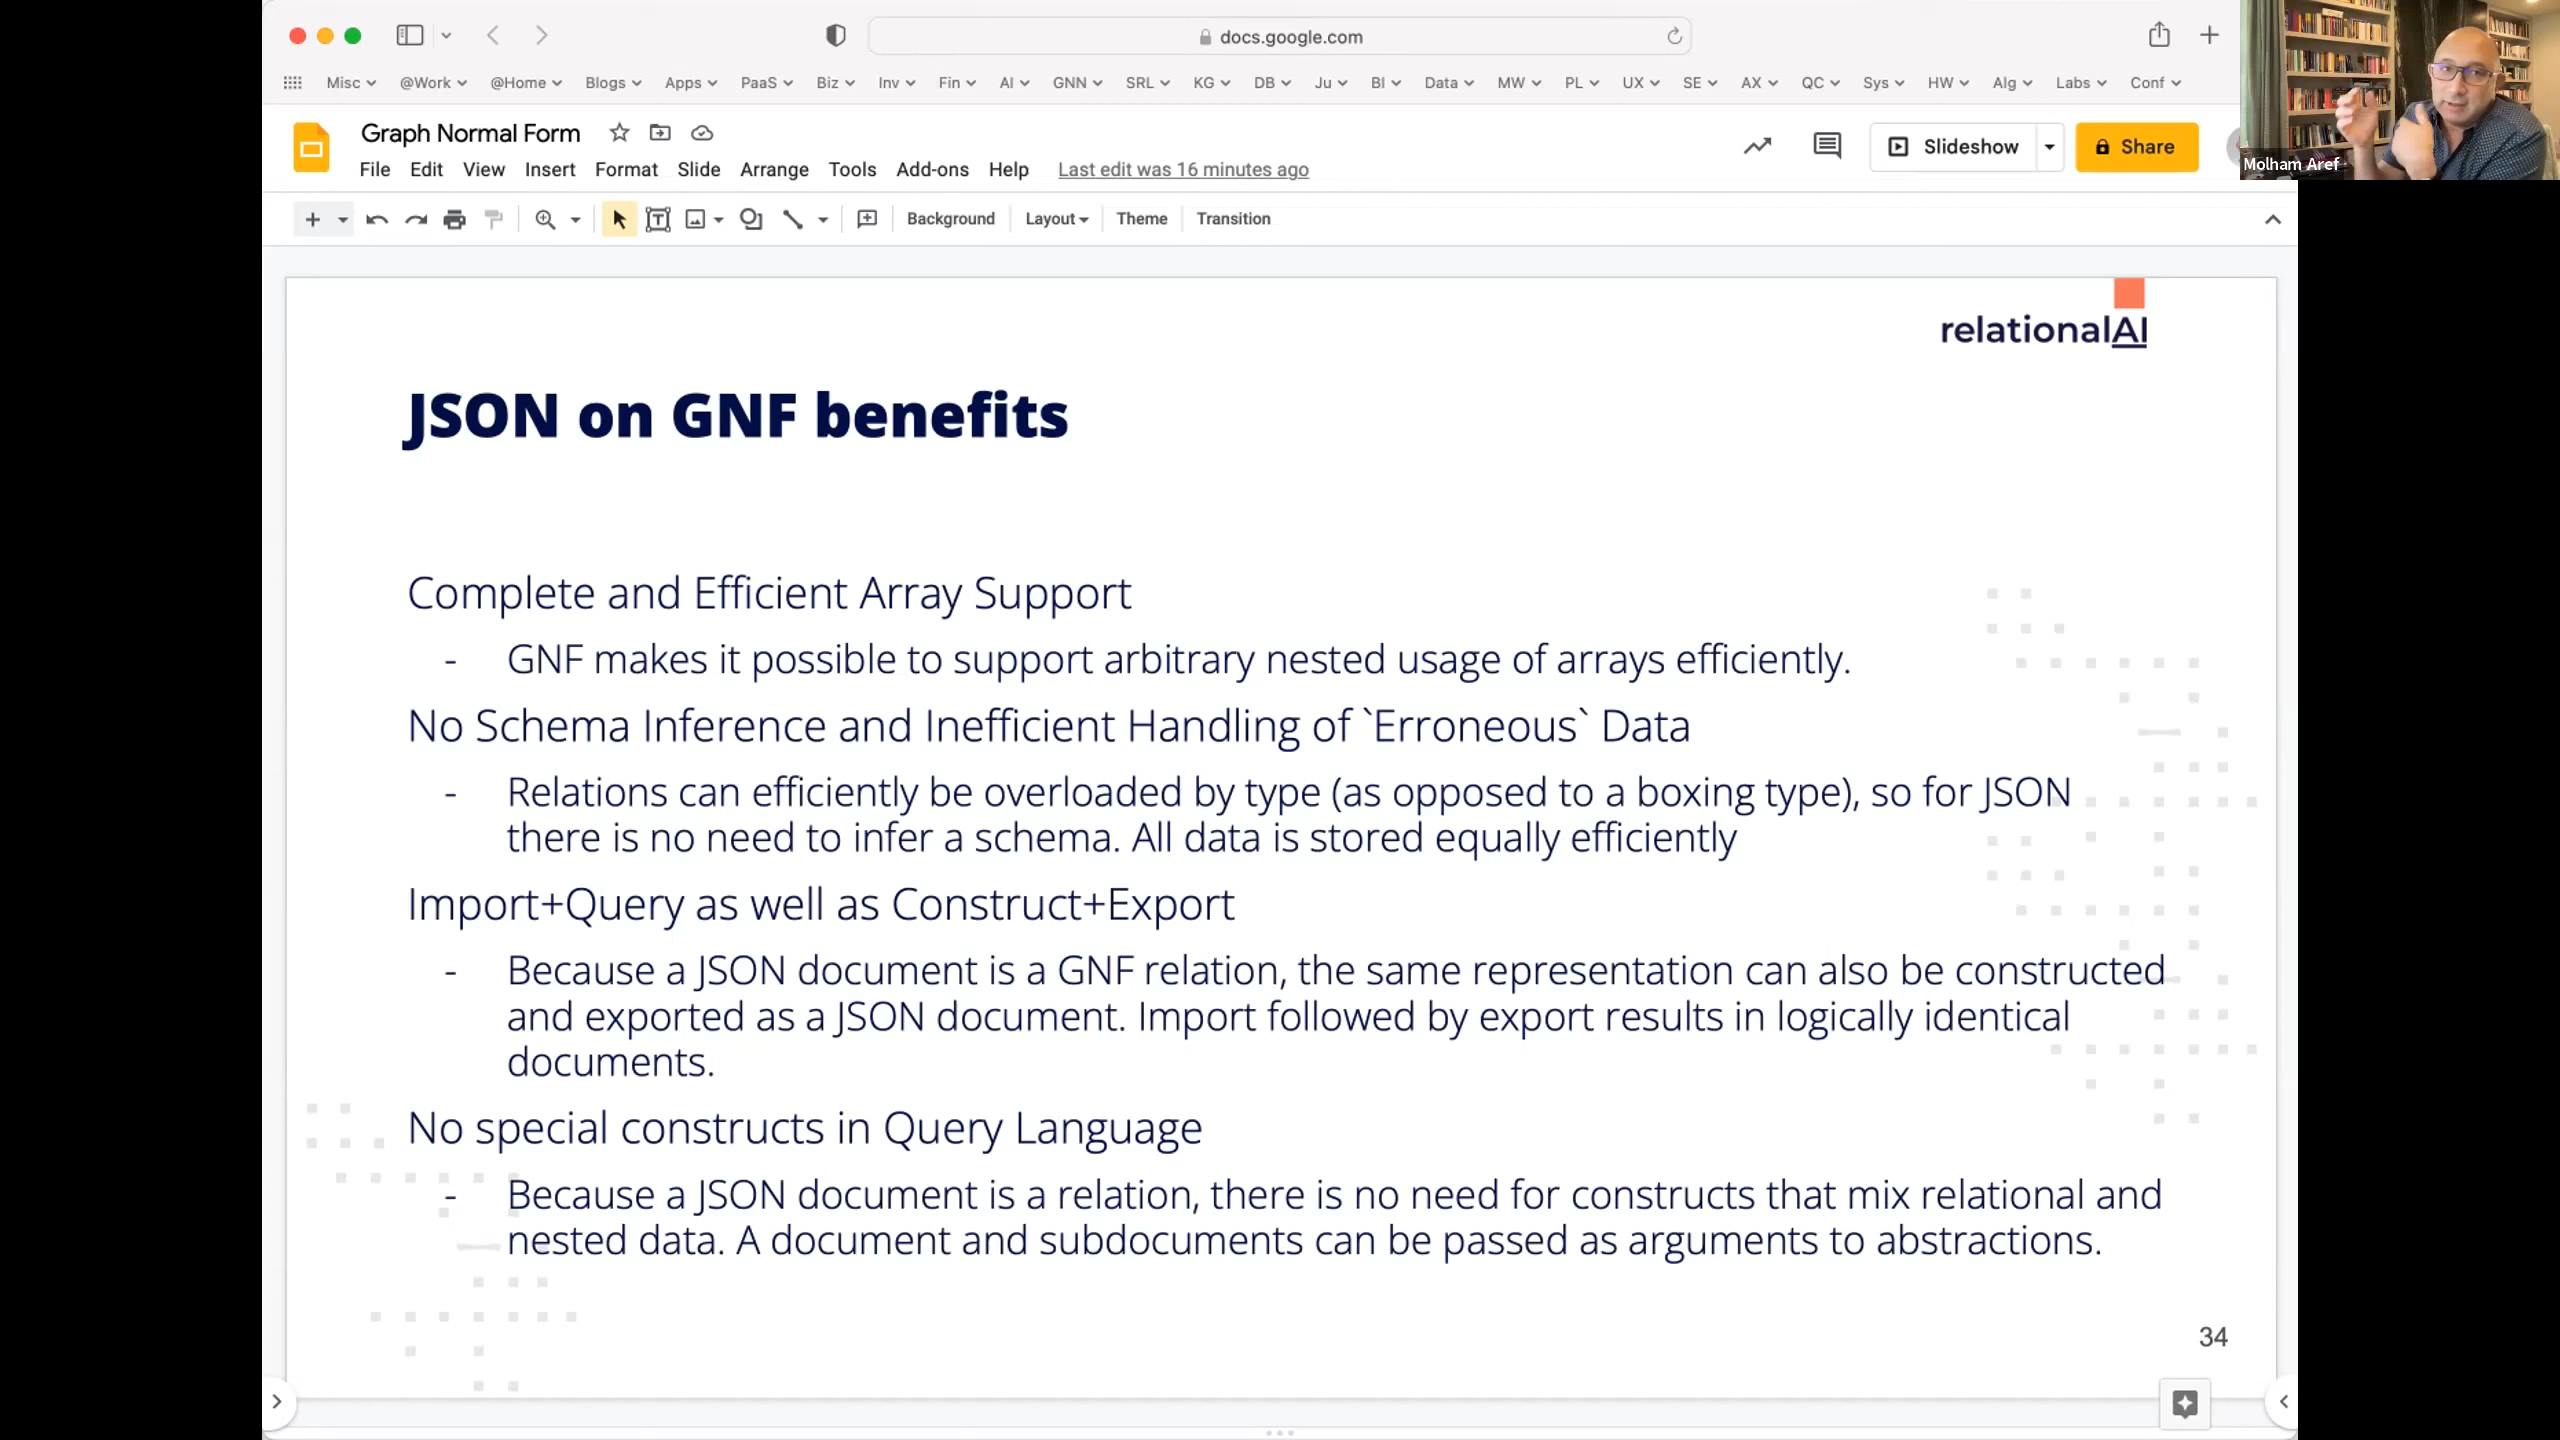 docs.google.com
Misc @Work @Home Blogs Apps PaaS Biz Inv Fin AI GNN SRL KG DB Ju BI Data MW PL UX SE AX QC Sys HW Alg Labs Conf
Molham Aref
Graph Normal Form
File Edit View Insert Format Slide Arrange Tools Add-ons Help Last edit was 16 minutes ago
Slideshow
Share
Background Layout Theme Transition
relationalAI
JSON on GNF benefits
Complete and Efficient Array Support
- GNF makes it possible to support arbitrary nested usage of arrays efficiently.
No Schema Inference and Inefficient Handling of `Erroneous` Data
- Relations can efficiently be overloaded by type (as opposed to a boxing type), so for JSON
there is no need to infer a schema. All data is stored equally efficiently
Import+Query as well as Construct+Export
- Because a JSON document is a GNF relation, the same representation can also be constructed
and exported as a JSON document. Import followed by export results in logically identical
documents.
No special constructs in Query Language
- Because a JSON document is a relation, there is no need for constructs that mix relational and
nested data. A document and subdocuments can be passed as arguments to abstractions.
34